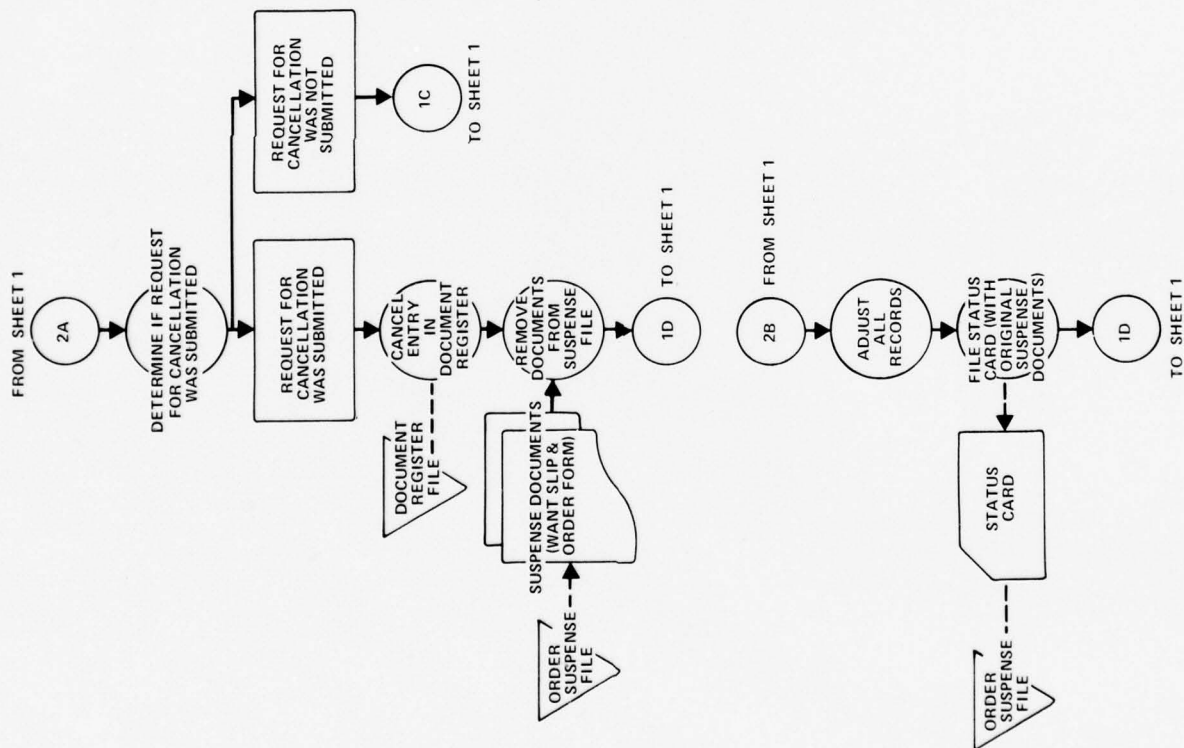 FROM SHEET 1
2A
DETERMINE IF REQUEST
FOR CANCELLATION
WAS SUBMITTED
REQUEST FOR
CANCELLATION
WAS SUBMITTED
REQUEST FOR
CANCELLATION
WAS NOT
SUBMITTED
1C
TO SHEET 1
CANCEL
ENTRY
IN
DOCUMENT
REGISTER
DOCUMENT
REGISTER
FILE
REMOVE
DOCUMENTS
FROM
SUSPENSE
FILE
SUSPENSE DOCUMENTS
(WANT SLIP &
ORDER FORM)
ORDER
SUSPENSE
FILE
1D
TO SHEET 1
2B
FROM SHEET 1
ADJUST
ALL
RECORDS
FILE STATUS
CARD (WITH
ORIGINAL
SUSPENSE
DOCUMENTS)
STATUS
CARD
ORDER
SUSPENSE
FILE
1D
TO SHEET 1